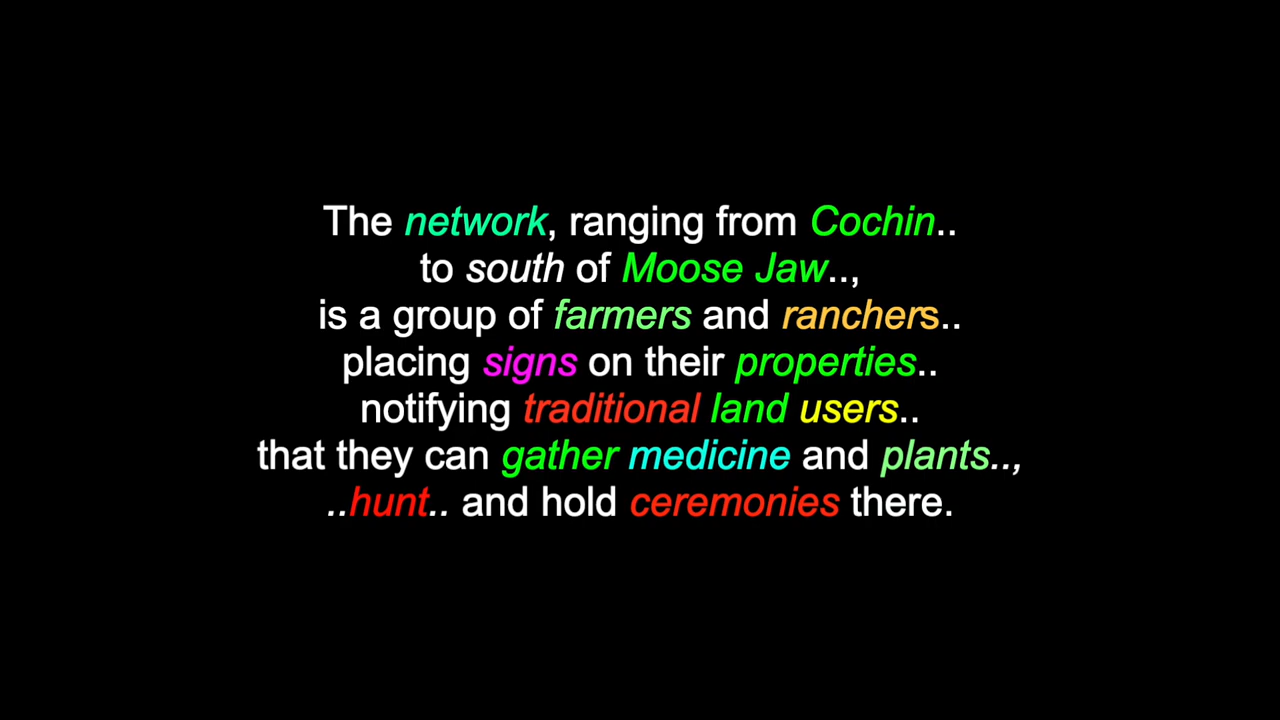 The network, ranging from Cochin..
to south of Moose Jaw..,
is a group of farmers and ranchers..
placing signs on their properties..
notifying traditional land users..
that they can gather medicine and plants..,
..hunt.. and hold ceremonies there.